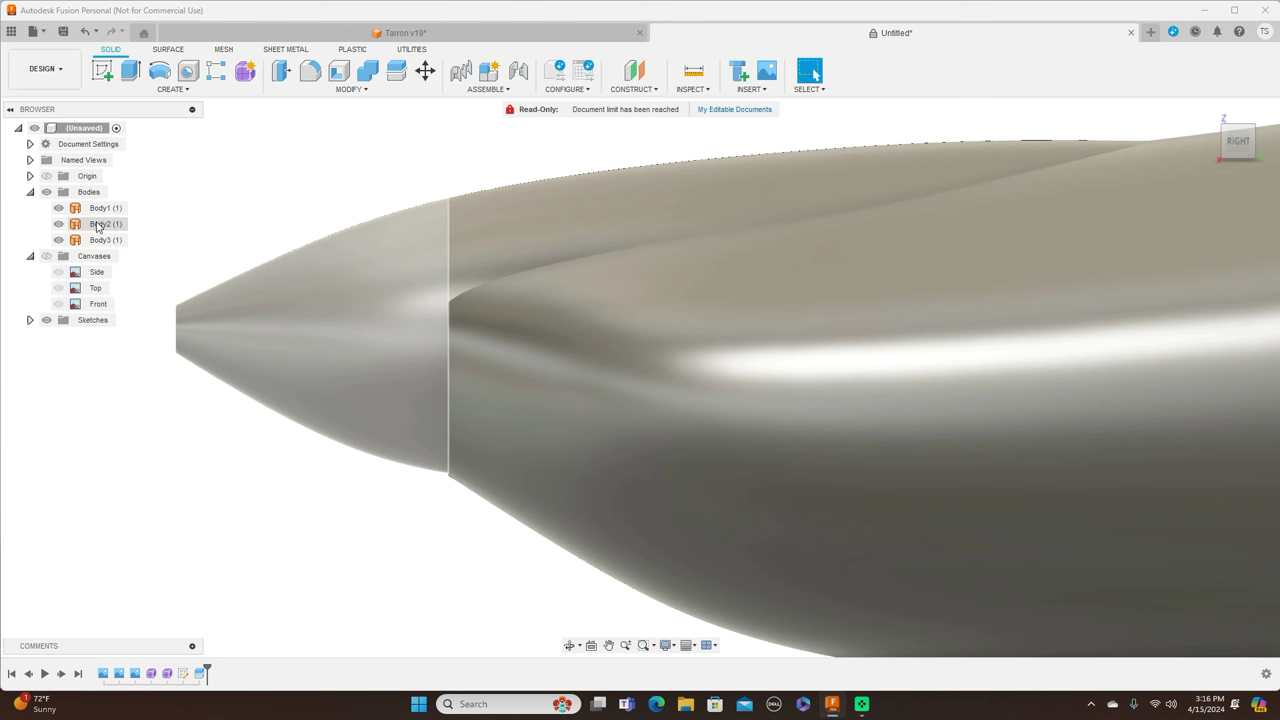 Autodesk Fusion Personal (Not for Commercial Use)
Tarron v19*
Untitled*
TS
SOLID SURFACE MESH SHEET METAL PLASTIC UTILITIES
DESIGN
CREATE MODIFY ASSEMBLE CONFIGURE CONSTRUCT INSPECT INSERT SELECT
BROWSER
Read-Only: Document limit has been reached My Editable Documents
(Unsaved)
Document Settings
Named Views
Origin
Bodies
Body1 (1)
Body2 (1)
Body3 (1)
Canvases
Side
Top
Front
Sketches
Z
RIGHT
COMMENTS
72°F
Sunny
Search
DELL
3:16 PM
4/15/2024